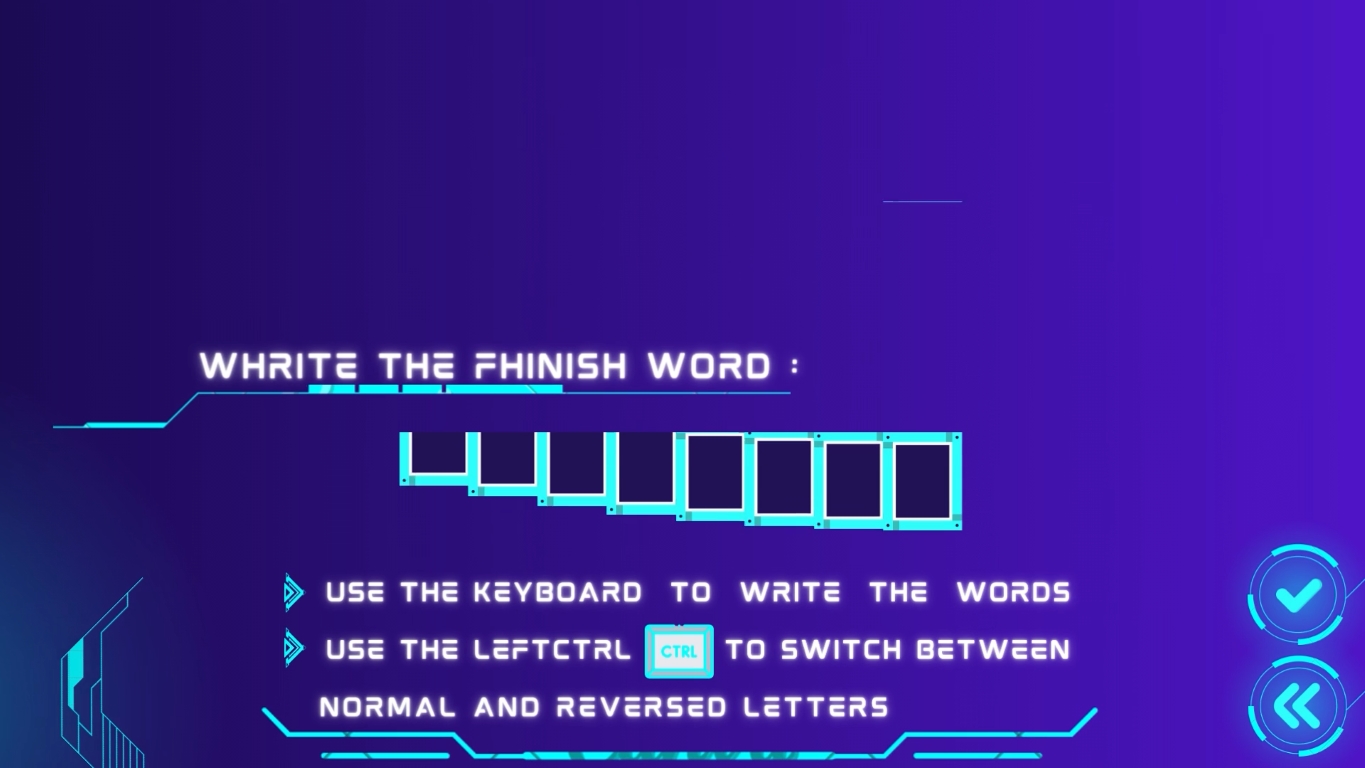 WHRITE THE FHINISH WORD :
USE THE KEYBOARD TO WRITE THE WORDS
USE THE LEFTCTRL CTRL TO SWITCH BETWEEN
NORMAL AND REVERSED LETTERS